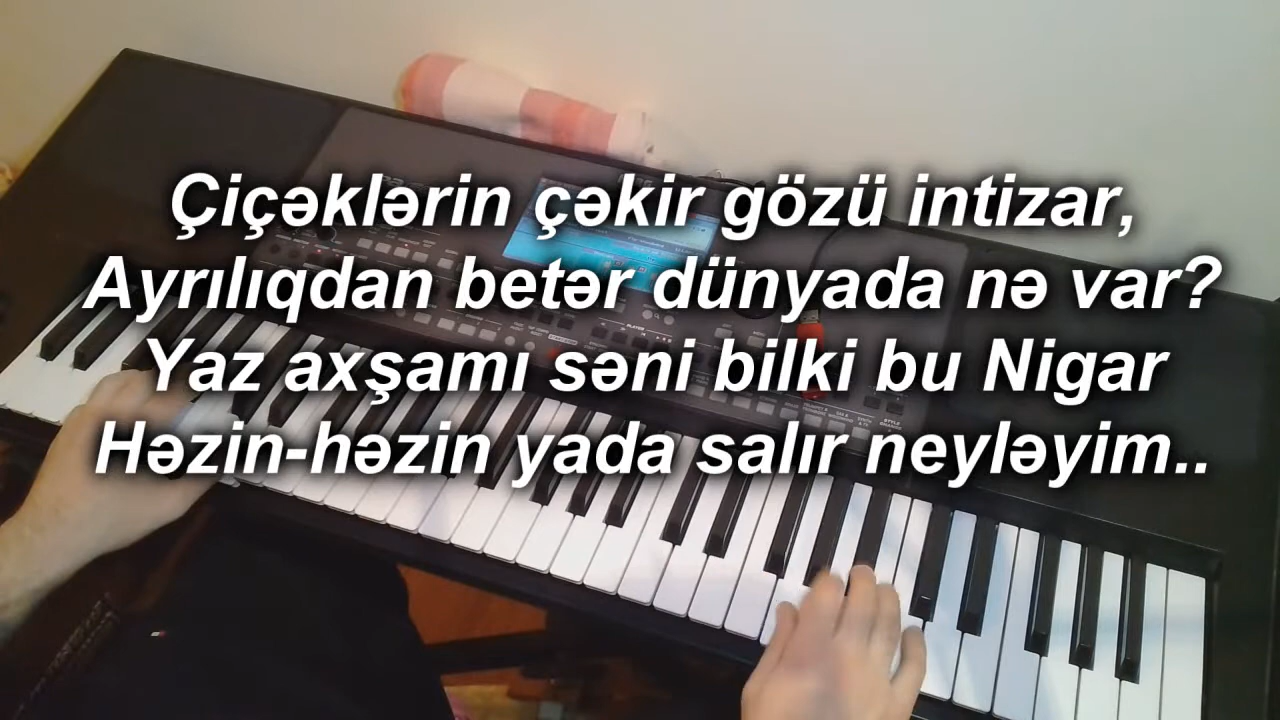 Çiçəklərin çəkir gözü intizar,
Ayrılıqdan betər dünyada nə var?
Yaz axşamı səni bilki bu Nigar
Həzin-həzin yada salır neyləyim..